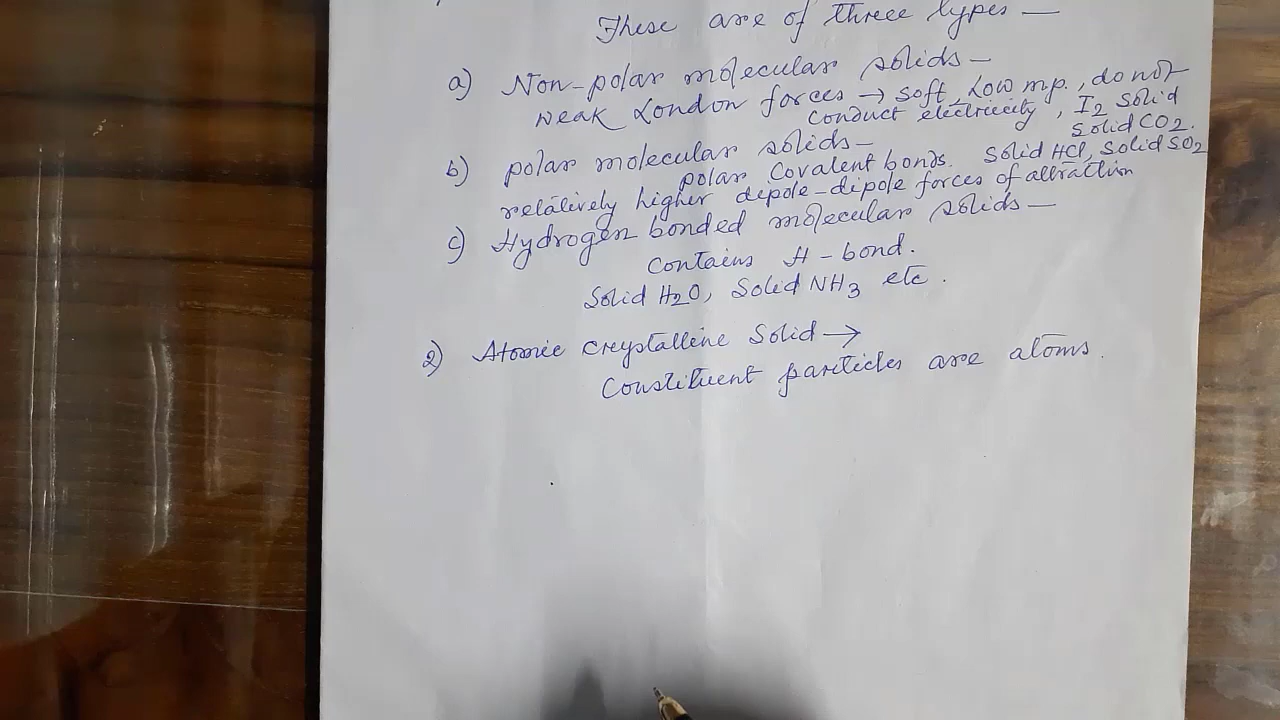 These are of three types —
a) Non-polar molecular solids —
weak London forces → soft, Low mp., do not
conduct electricity, I2 solid
solid CO2.
b) polar molecular solids —
polar covalent bonds. Solid HCl, Solid SO2
relatively higher depole-dipole forces of attraction
c) Hydrogen bonded molecular solids —
contains H-bond.
Solid H2O, Solid NH3 etc.
2) Atomic crystalline Solid →
Constituent particles are atoms.